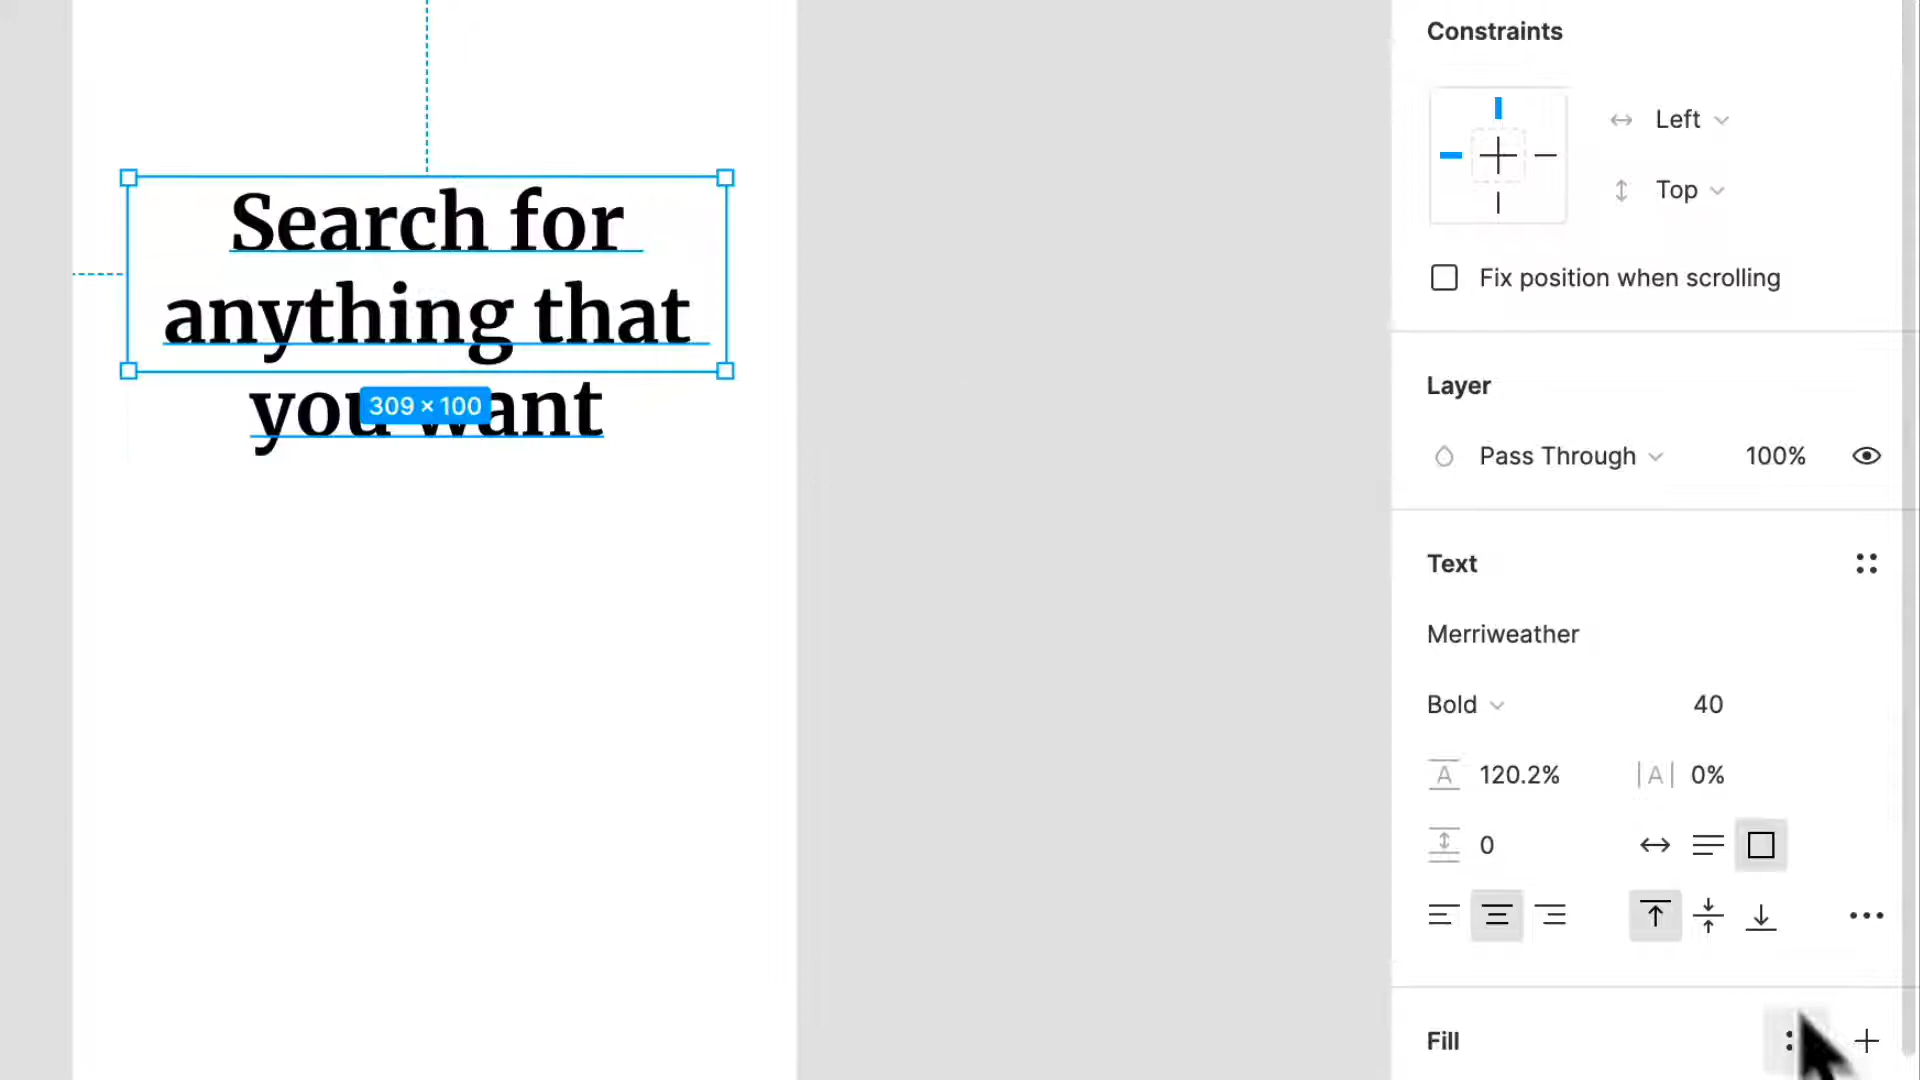 Search for
anything that
you want
309 × 100
Constraints
Left
Top
Fix position when scrolling
Layer
Pass Through
100%
Text
Merriweather
Bold
40
A 120.2%
|A| 0%
0
Fill